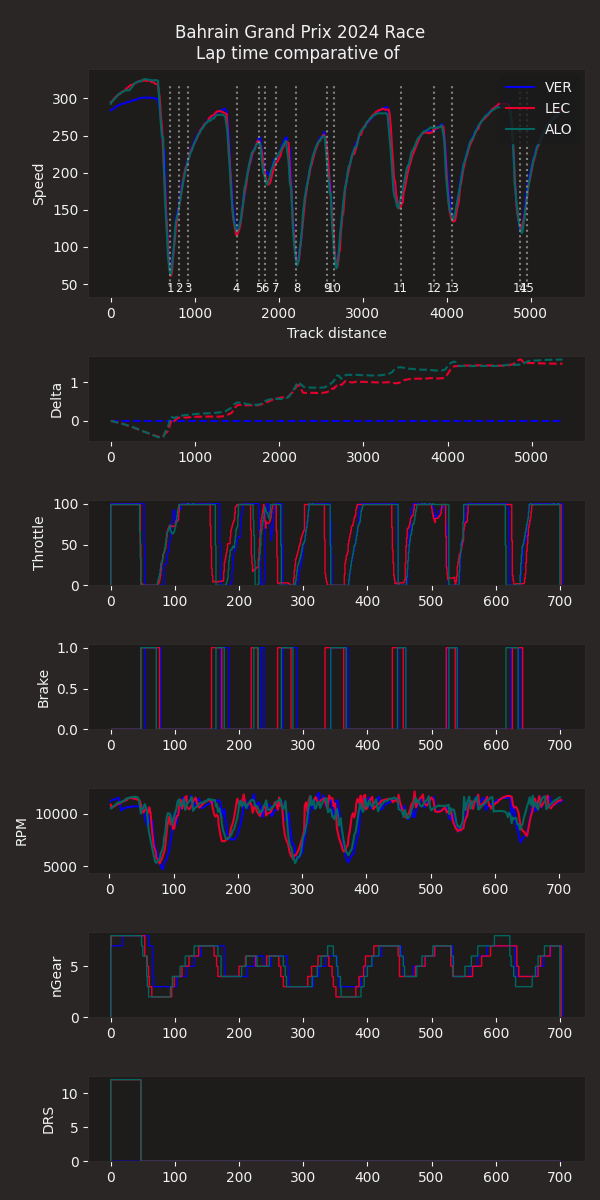 Bahrain Grand Prix 2024 Race
Lap time comparative of
VER
LEC
ALO
Speed
300
250
200
150
100
50
1 2 3 4 5 6 7 8 9 10 11 12 13 14 15
0 1000 2000 3000 4000 5000
Track distance
Delta
1
0
0 1000 2000 3000 4000 5000
Throttle
100
50
0
0 100 200 300 400 500 600 700
Brake
1.0
0.5
0.0
0 100 200 300 400 500 600 700
RPM
10000
5000
0 100 200 300 400 500 600 700
nGear
5
0
0 100 200 300 400 500 600 700
DRS
10
5
0
0 100 200 300 400 500 600 700